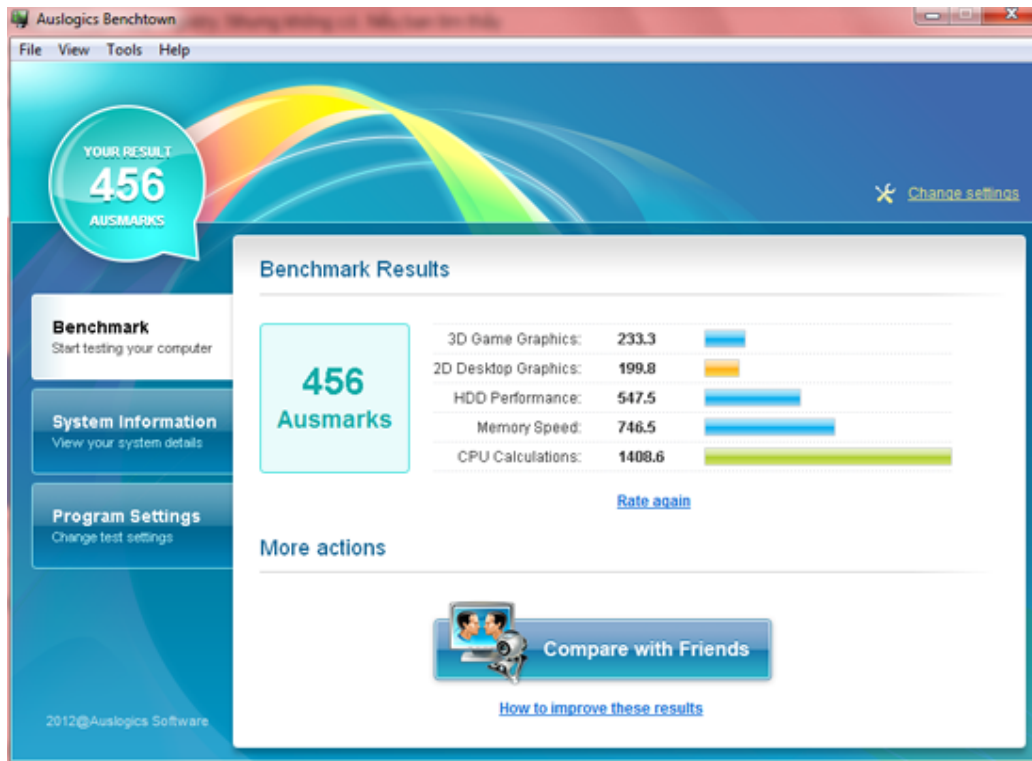 Auslogics Benchtown
File View Tools Help
YOUR RESULT
456
AUSMARKS
Change settings
Benchmark
Start testing your computer
System Information
View your system details
Program Settings
Change test settings
2012@Auslogics Software
Benchmark Results
456
Ausmarks
3D Game Graphics: 233.3
2D Desktop Graphics: 199.8
HDD Performance: 547.5
Memory Speed: 746.5
CPU Calculations: 1408.6
Rate again
More actions
Compare with Friends
How to improve these results